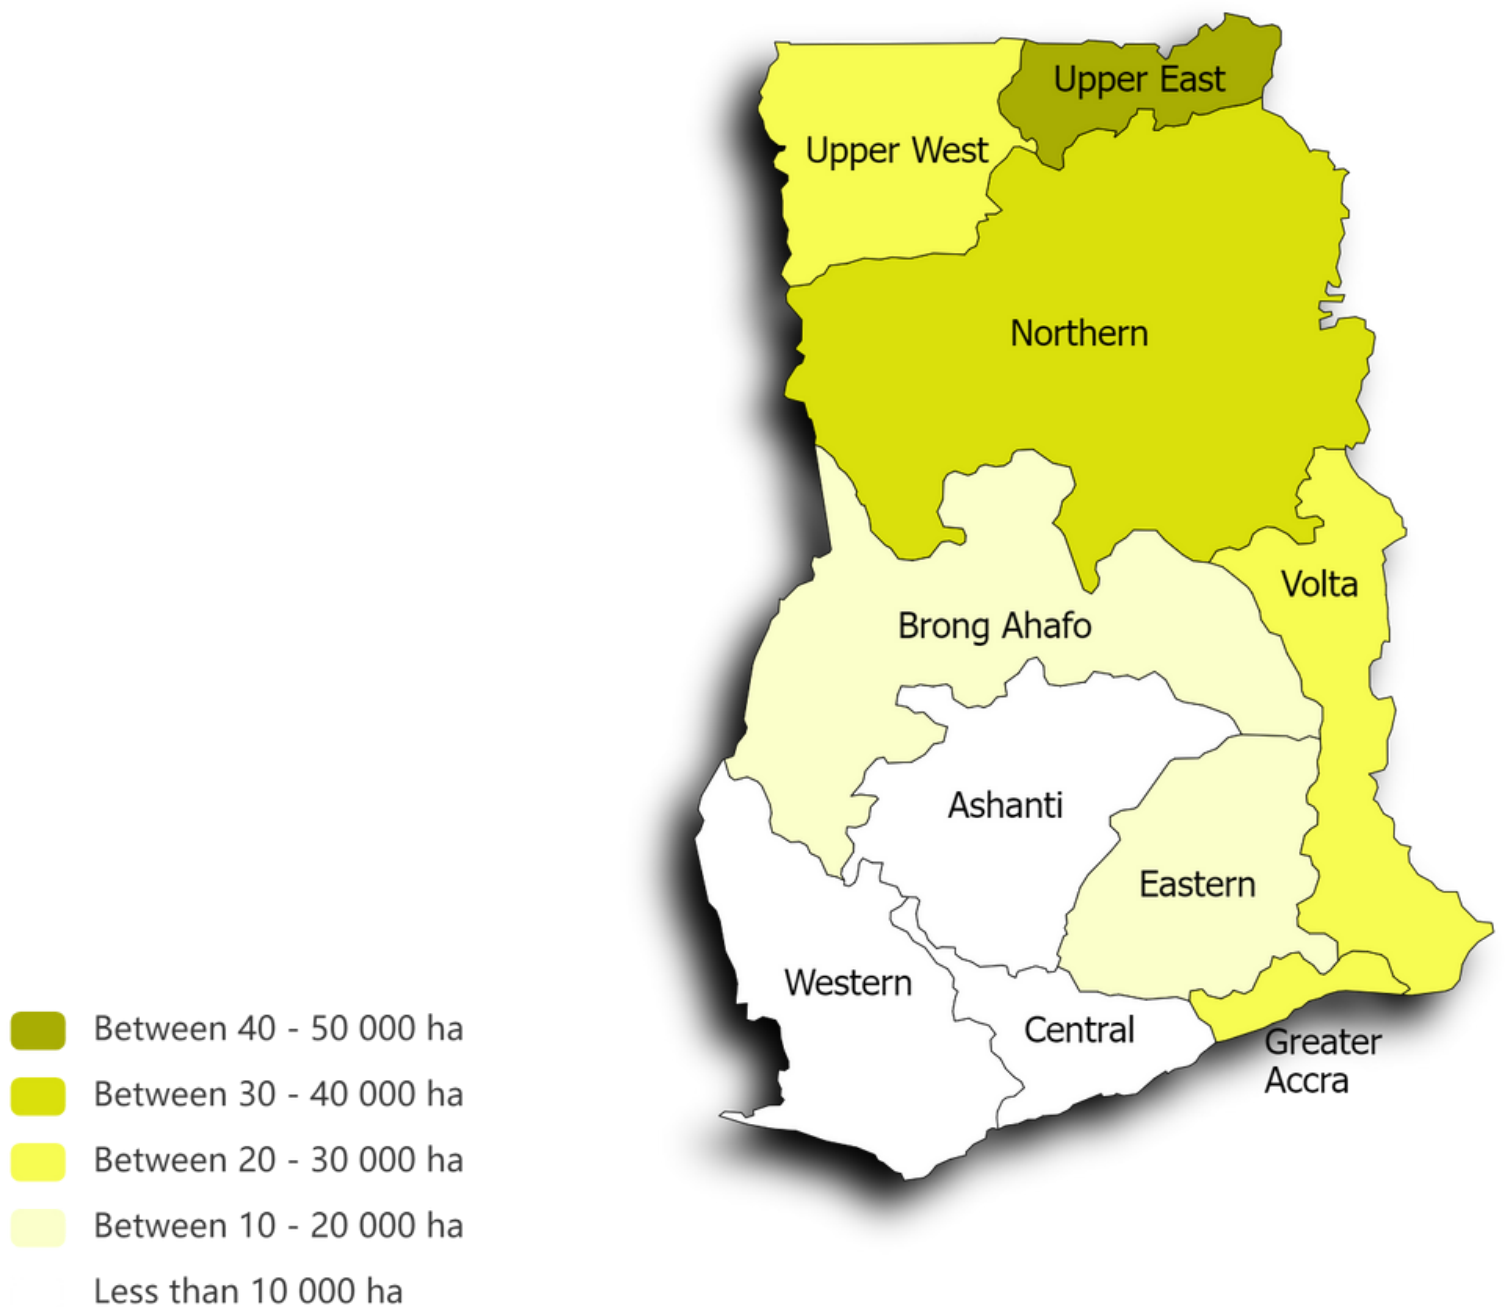 Upper East
Upper West
Northern
Volta
Brong Ahafo
Ashanti
Eastern
Western
Central
Greater
Accra
Between 40 - 50 000 ha
Between 30 - 40 000 ha
Between 20 - 30 000 ha
Between 10 - 20 000 ha
Less than 10 000 ha